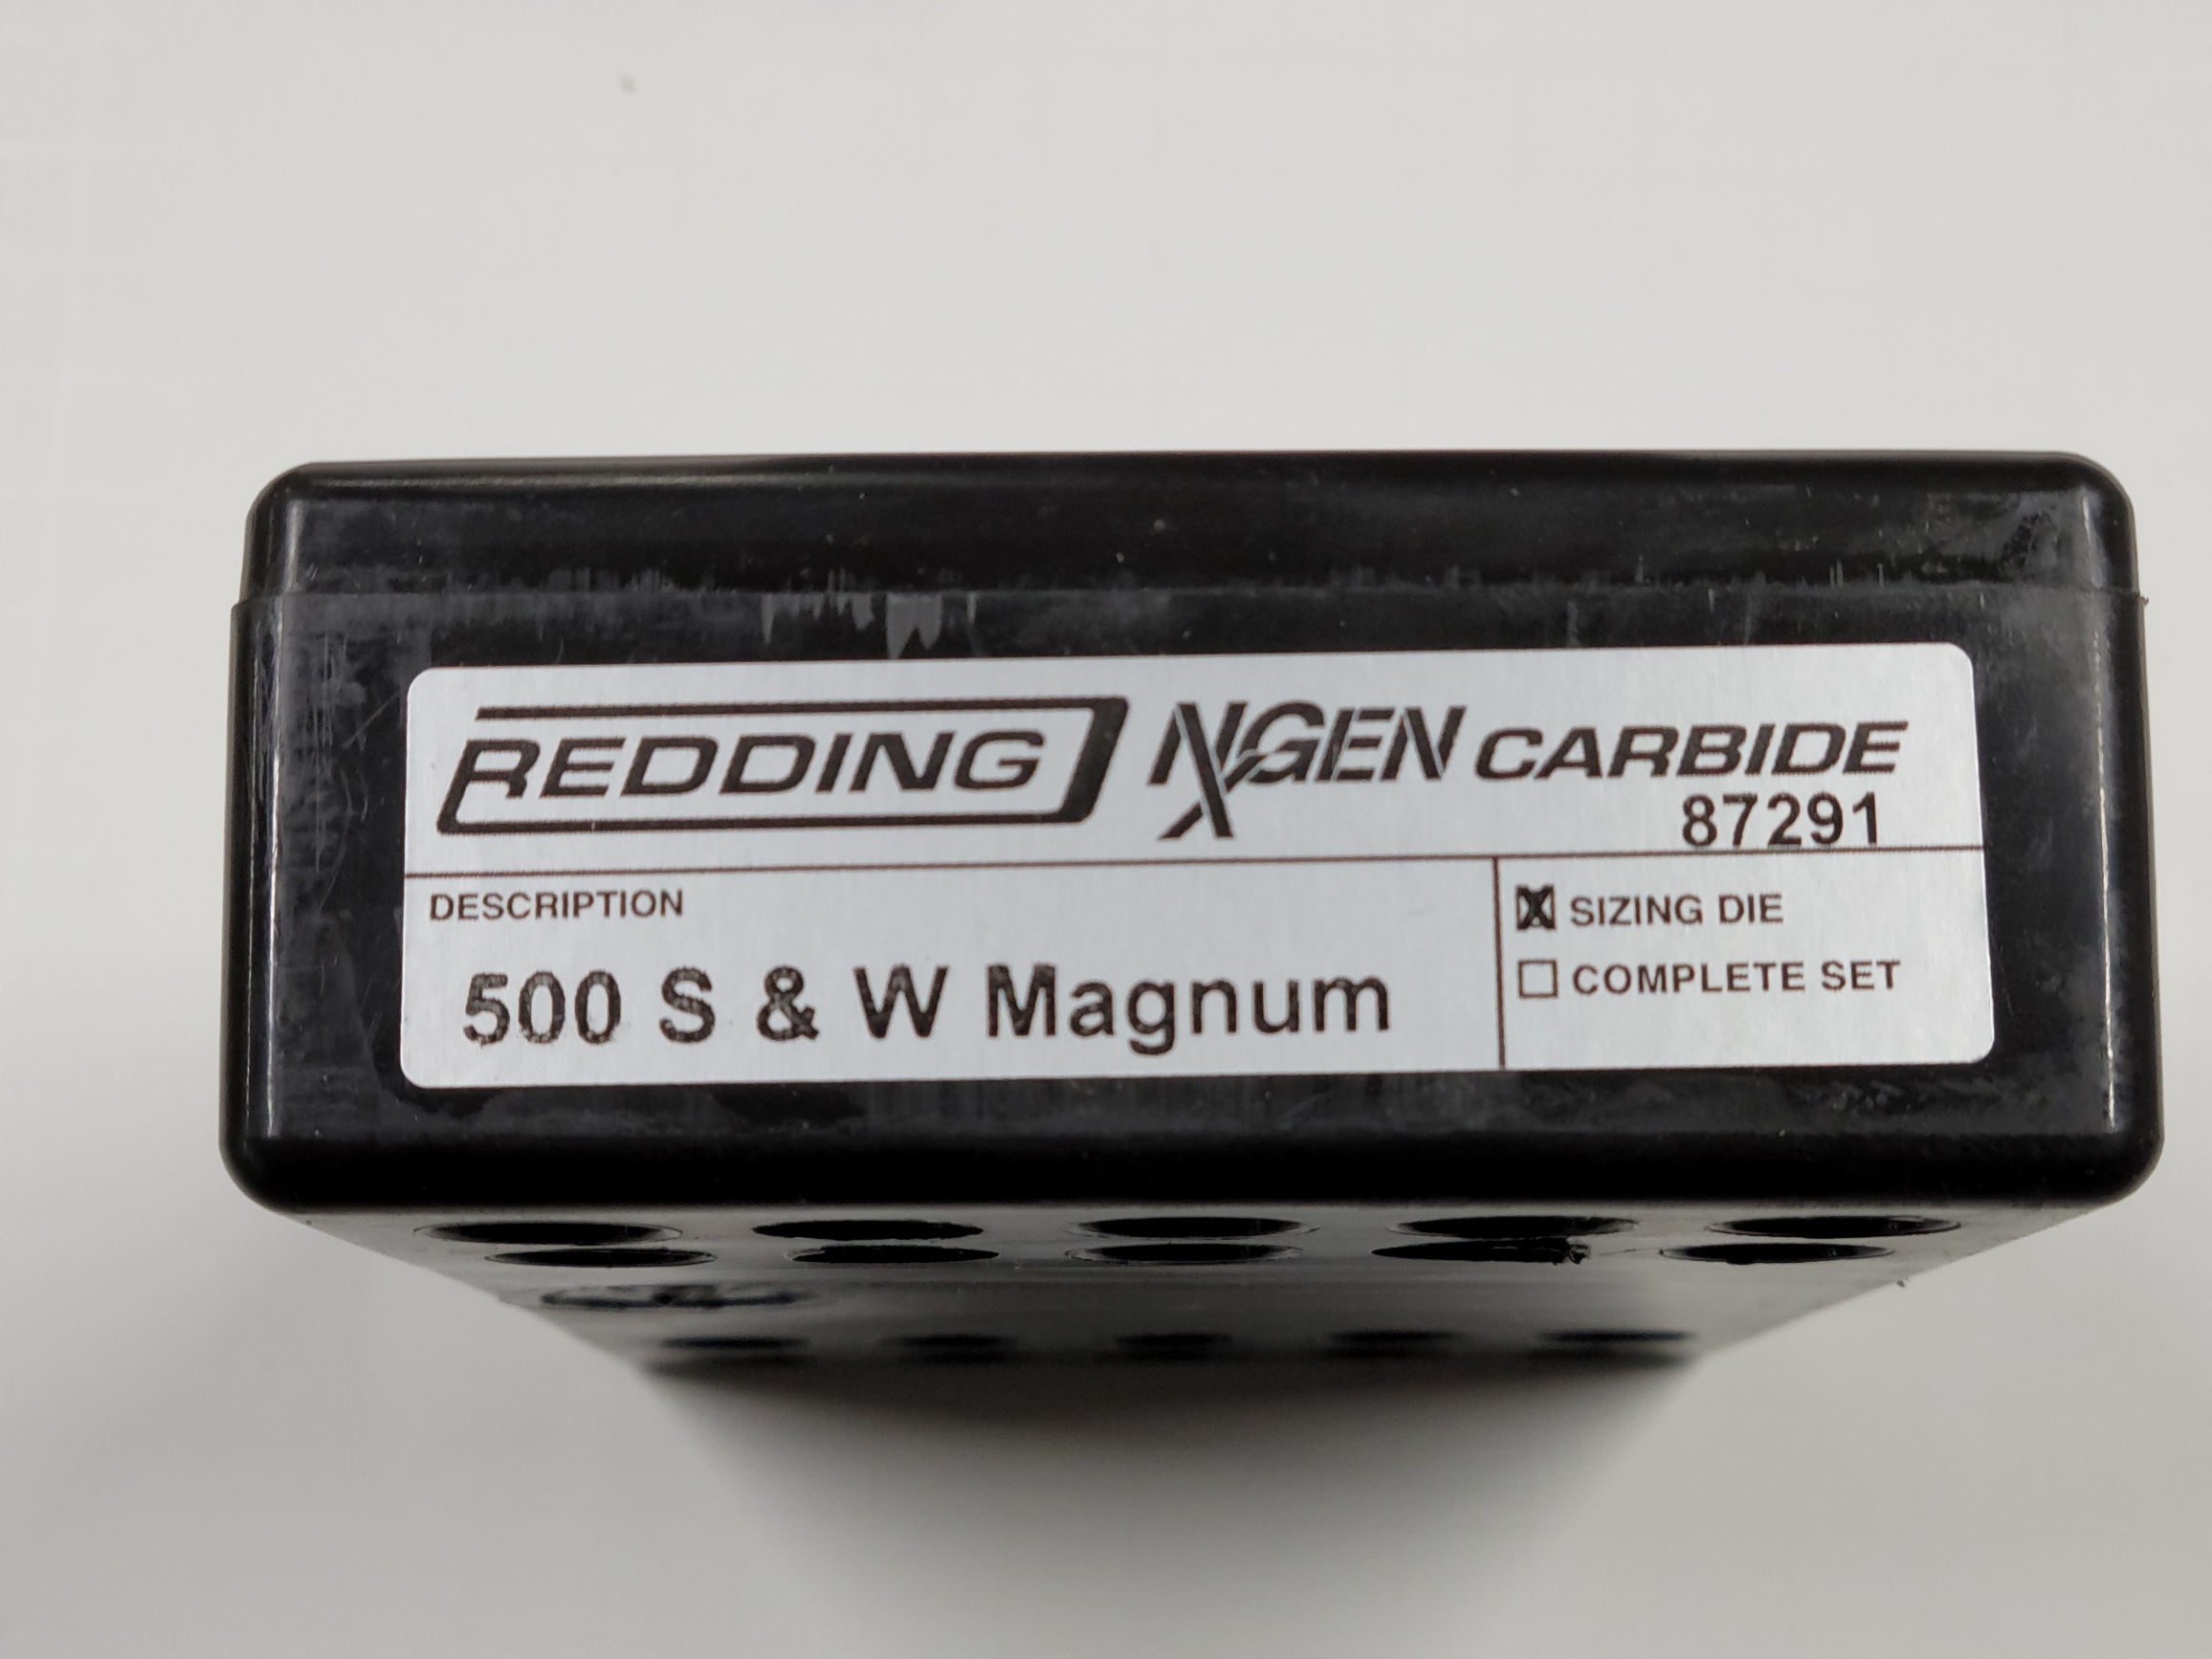 REDDING NXGEN CARBIDE
87291
DESCRIPTION
500 S & W Magnum
SIZING DIE
COMPLETE SET